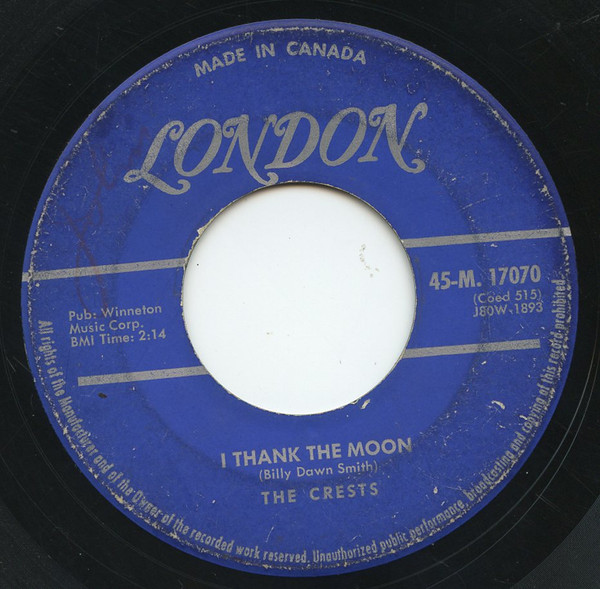 MADE IN CANADA
LONDON
45-M. 17070
(Coed 515)
J80W-1893
Pub: Winneton
Music Corp.
BMI Time: 2:14
I THANK THE MOON
(Billy Dawn Smith)
THE CRESTS
All rights of the Manufacturer and of the Owner of the recorded work reserved. Unauthorized public performance, broadcasting and copying of this record prohibited.